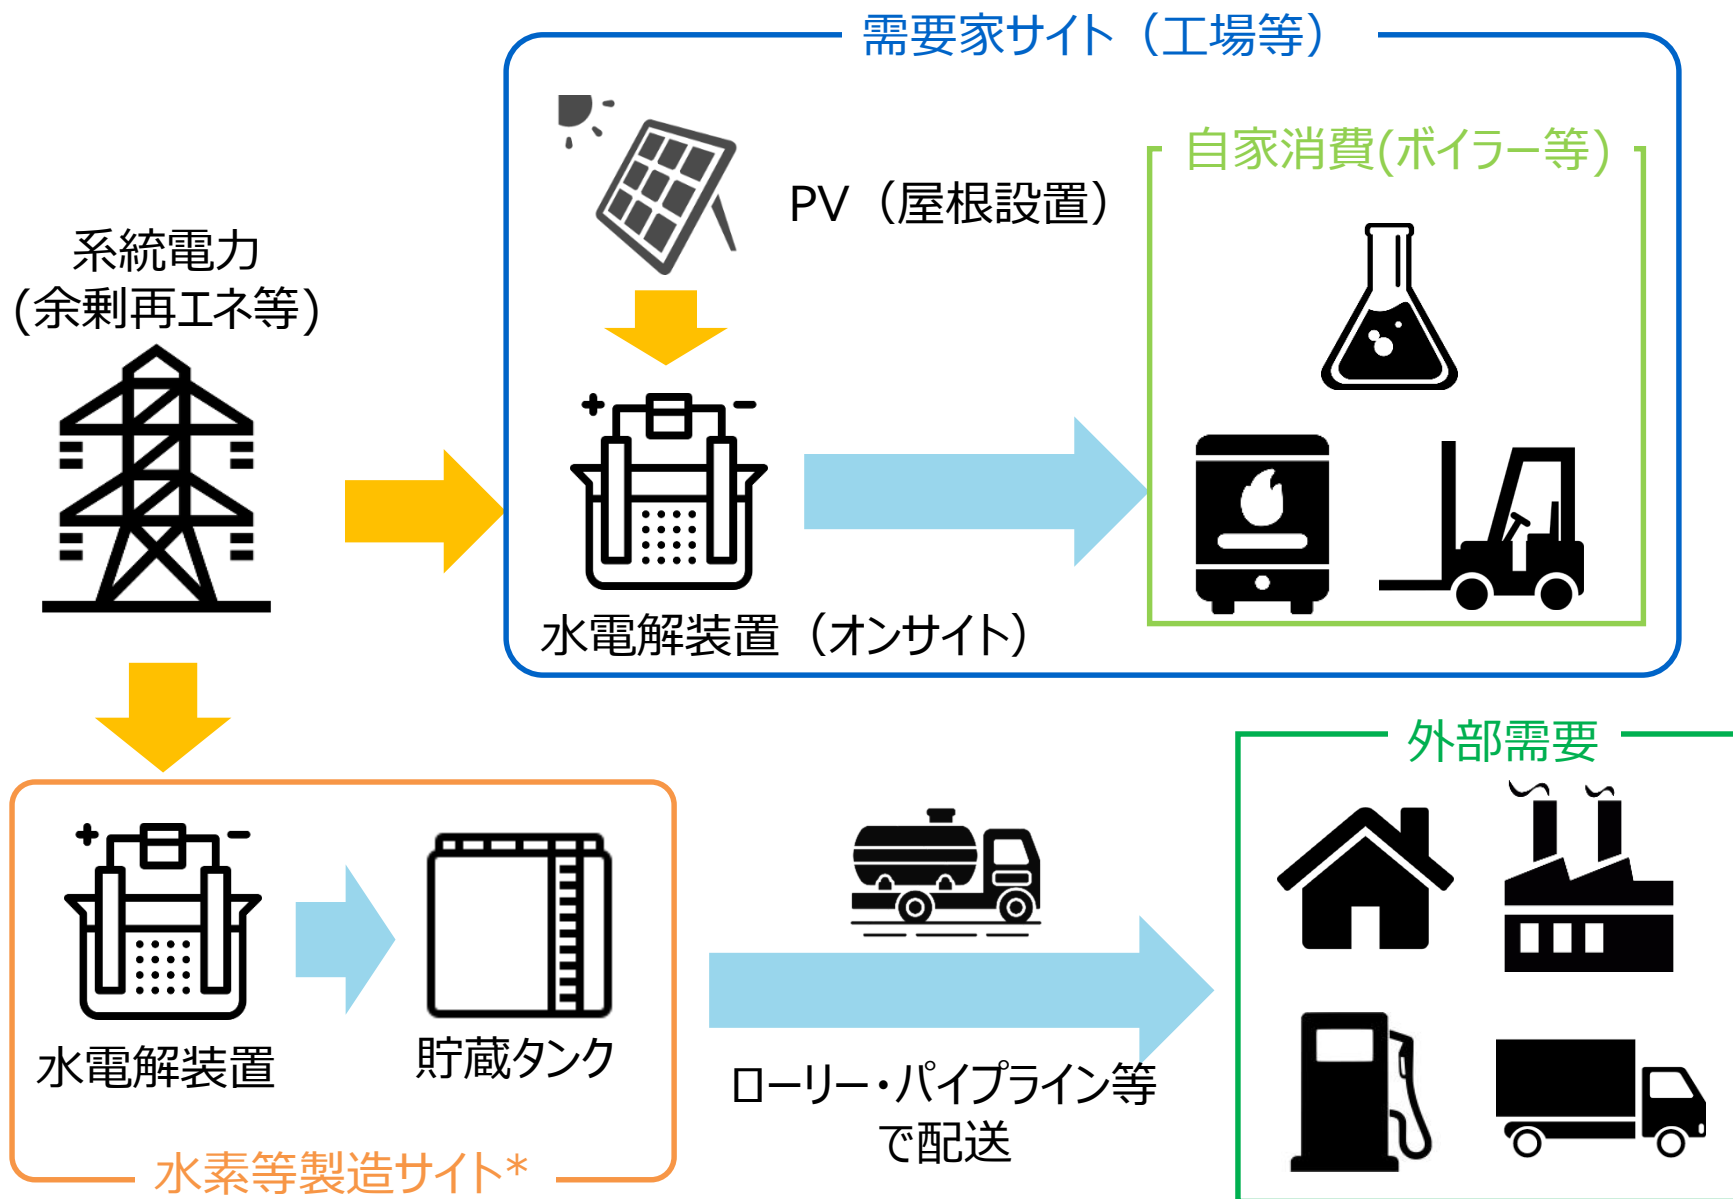 需要家サイト（工場等）
自家消費(ボイラー等)
PV（屋根設置）
系統電力
(余剰再エネ等)
水電解装置（オンサイト）
外部需要
水電解装置
貯蔵タンク
ローリー・パイプライン等
で配送
水素等製造サイト*